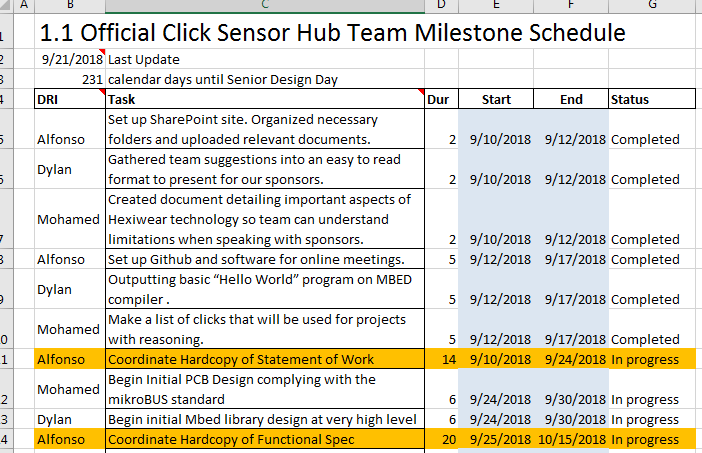 A B C D E F G
1 1.1 Official Click Sensor Hub Team Milestone Schedule
2 9/21/2018 Last Update
3 231 calendar days until Senior Design Day
4 DRI Task Dur Start End Status
Set up SharePoint site. Organized necessary
5 Alfonso folders and uploaded relevant documents. 2 9/10/2018 9/12/2018 Completed
Dylan Gathered team suggestions into an easy to read
6 format to present for our sponsors. 2 9/10/2018 9/12/2018 Completed
Created document detailing important aspects of
Mohamed Hexiwear technology so team can understand
7 limitations when speaking with sponsors. 2 9/10/2018 9/12/2018 Completed
8 Alfonso Set up Github and software for online meetings. 5 9/12/2018 9/17/2018 Completed
Dylan Outputting basic “Hello World” program on MBED
9 compiler . 5 9/12/2018 9/17/2018 Completed
Mohamed Make a list of clicks that will be used for projects
0 with reasoning. 5 9/12/2018 9/17/2018 Completed
1 Alfonso Coordinate Hardcopy of Statement of Work 14 9/10/2018 9/24/2018 In progress
Mohamed Begin Initial PCB Design complying with the
2 mikroBUS standard 6 9/24/2018 9/30/2018 In progress
3 Dylan Begin initial Mbed library design at very high level 6 9/24/2018 9/30/2018 In progress
4 Alfonso Coordinate Hardcopy of Functional Spec 20 9/25/2018 10/15/2018 In progress